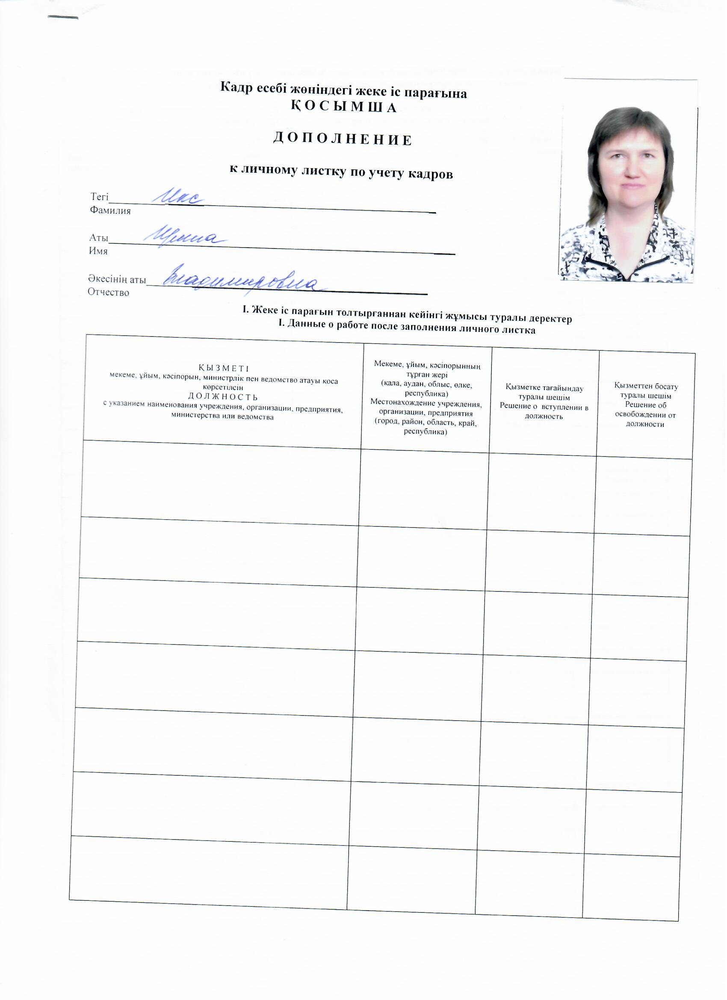 Кадр есебі жөніндегі жеке іс парағына
ҚОСЫМША
ДОПОЛНЕНИЕ
к личному листку по учету кадров
Тегі Икс
Фамилия
Аты Ирина
Имя
Әкесінің аты Владимировна
Отчество
I. Жеке іс парағын толтырғаннан кейінгі жұмысы туралы деректер
I. Данные о работе после заполнения личного листка
ҚЫЗМЕТІ
мекеме, ұйым, кәсіпорын, министрлік пен ведомство атауы қоса
көрсетілсін
ДОЛЖНОСТЬ
с указанием наименования учреждения, организации, предприятия,
министерства или ведомства
Мекеме, ұйым, кәсіпорынның
тұрған жері
(қала, аудан, облыс, өлке,
республика)
Местонахождение учреждения,
организации, предприятия
(город, район, область, край,
республика)
Қызметке тағайындау
туралы шешім
Решение о вступлении в
должность
Қызметтен босату
туралы шешім
Решение об
освобождении от
должности